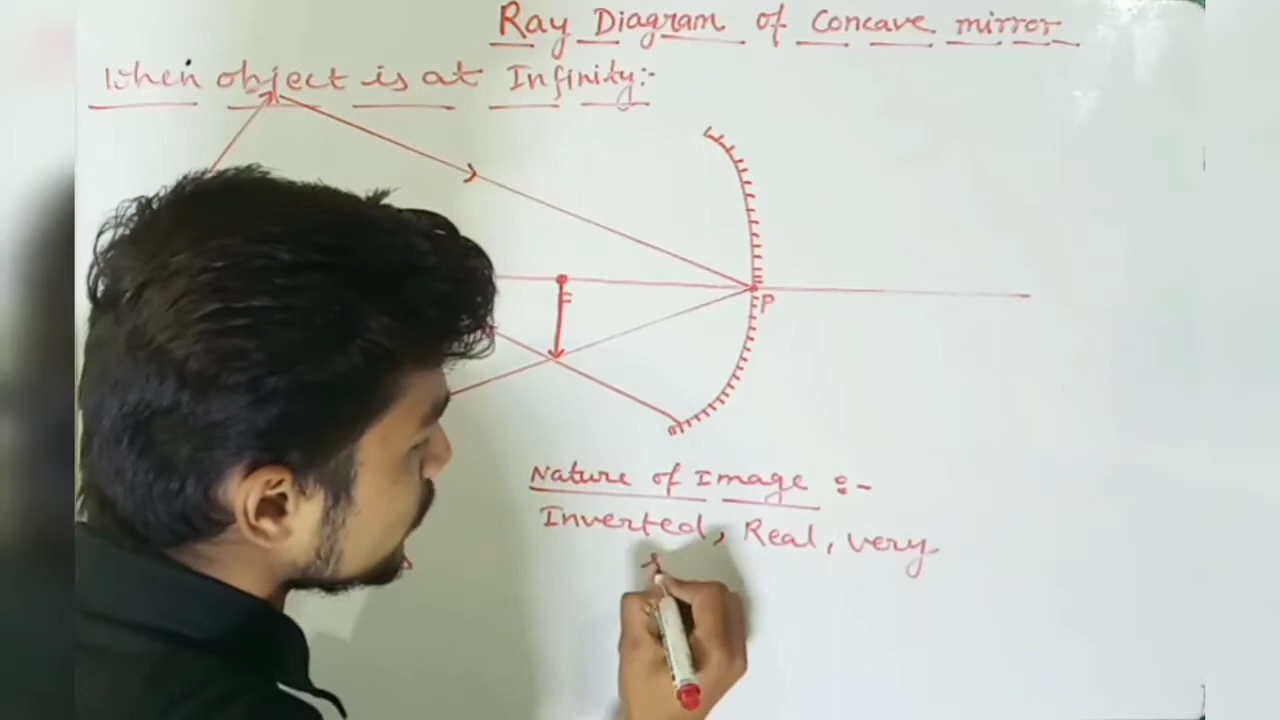 Ray Diagram of Concave mirror
When object is at Infinity:-
F
P
Nature of Image :-
Inverted, Real, very